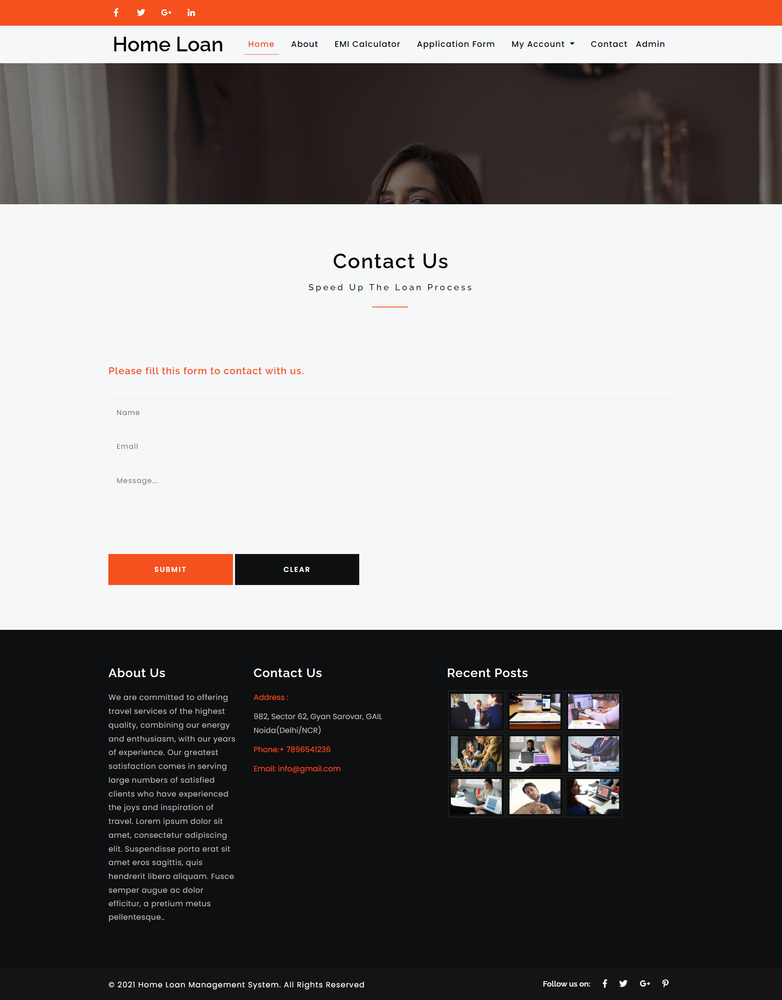 Home Loan
Home
About
EMI Calculator
Application Form
My Account
Contact
Admin
Contact Us
Speed Up The Loan Process
Please fill this form to contact with us.
Name
Email
Message...
SUBMIT
CLEAR
About Us
We are committed to offering
travel services of the highest
quality, combining our energy
and enthusiasm, with our years
of experience. Our greatest
satisfaction comes in serving
large numbers of satisfied
clients who have experienced
the joys and inspiration of
travel. Lorem ipsum dolor sit
amet, consectetur adipiscing
elit. Suspendisse porta erat sit
amet eros sagittis, quis
hendrerit libero aliquam. Fusce
semper augue ac dolor
efficitur, a pretium metus
pellentesque..
Contact Us
Address :
982, Sector 62, Gyan Sarovar, GAIL
Noida(Delhi/NCR)
Phone:+ 7896541236
Email: info@gmail.com
Recent Posts
© 2021 Home Loan Management System. All Rights Reserved
Follow us on: